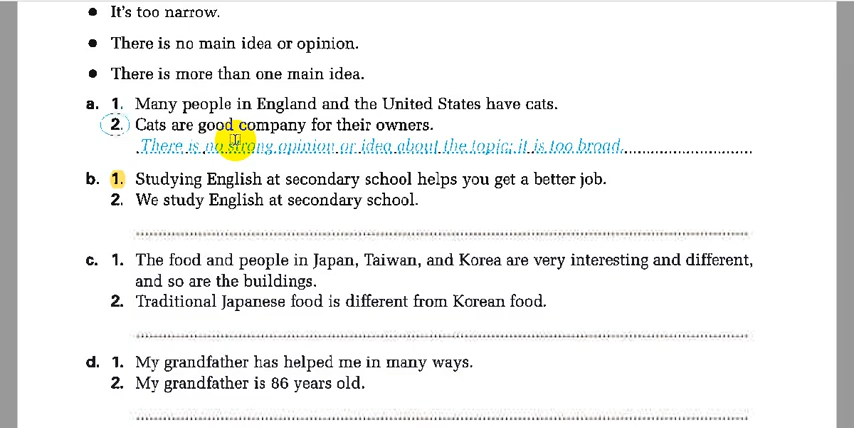 ● It's too narrow.
● There is no main idea or opinion.
● There is more than one main idea.
a. 1. Many people in England and the United States have cats.
2. Cats are good company for their owners.
There is no strong opinion or idea about the topic; it is too broad.
b. 1. Studying English at secondary school helps you get a better job.
2. We study English at secondary school.
c. 1. The food and people in Japan, Taiwan, and Korea are very interesting and different,
and so are the buildings.
2. Traditional Japanese food is different from Korean food.
d. 1. My grandfather has helped me in many ways.
2. My grandfather is 86 years old.